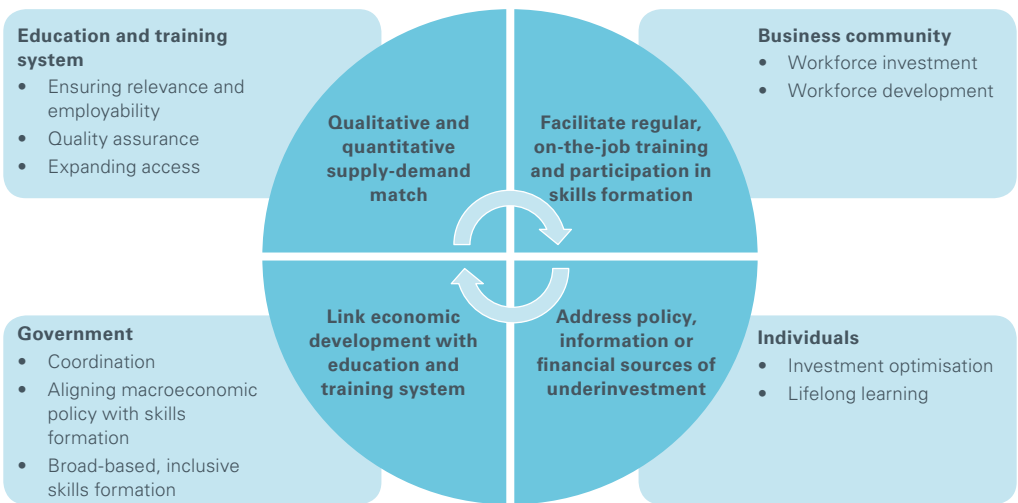 Education and training
system
• Ensuring relevance and
employability
• Quality assurance
• Expanding access
Qualitative and
quantitative
supply-demand
match
Facilitate regular,
on-the-job training
and participation in
skills formation
Business community
• Workforce investment
• Workforce development
Government
• Coordination
• Aligning macroeconomic
policy with skills
formation
• Broad-based, inclusive
skills formation
Link economic
development with
education and
training system
Address policy,
information or
financial sources of
underinvestment
Individuals
• Investment optimisation
• Lifelong learning